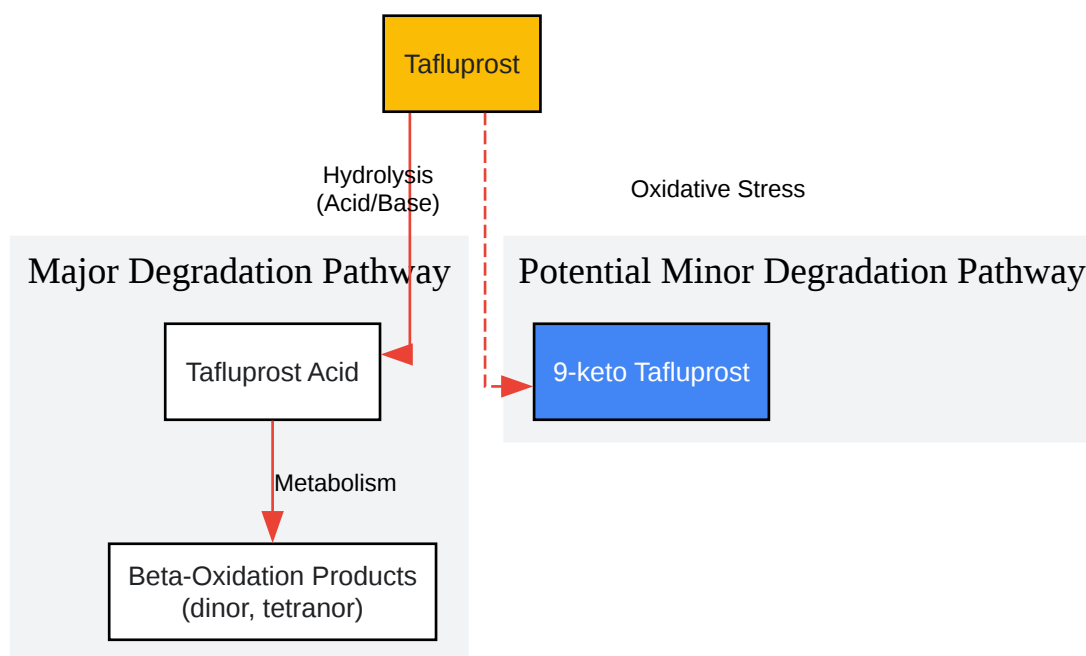 Tafluprost
Hydrolysis
(Acid/Base)
Oxidative Stress
Major Degradation Pathway
Potential Minor Degradation Pathway
Tafluprost Acid
9-keto Tafluprost
Metabolism
Beta-Oxidation Products
(dinor, tetranor)